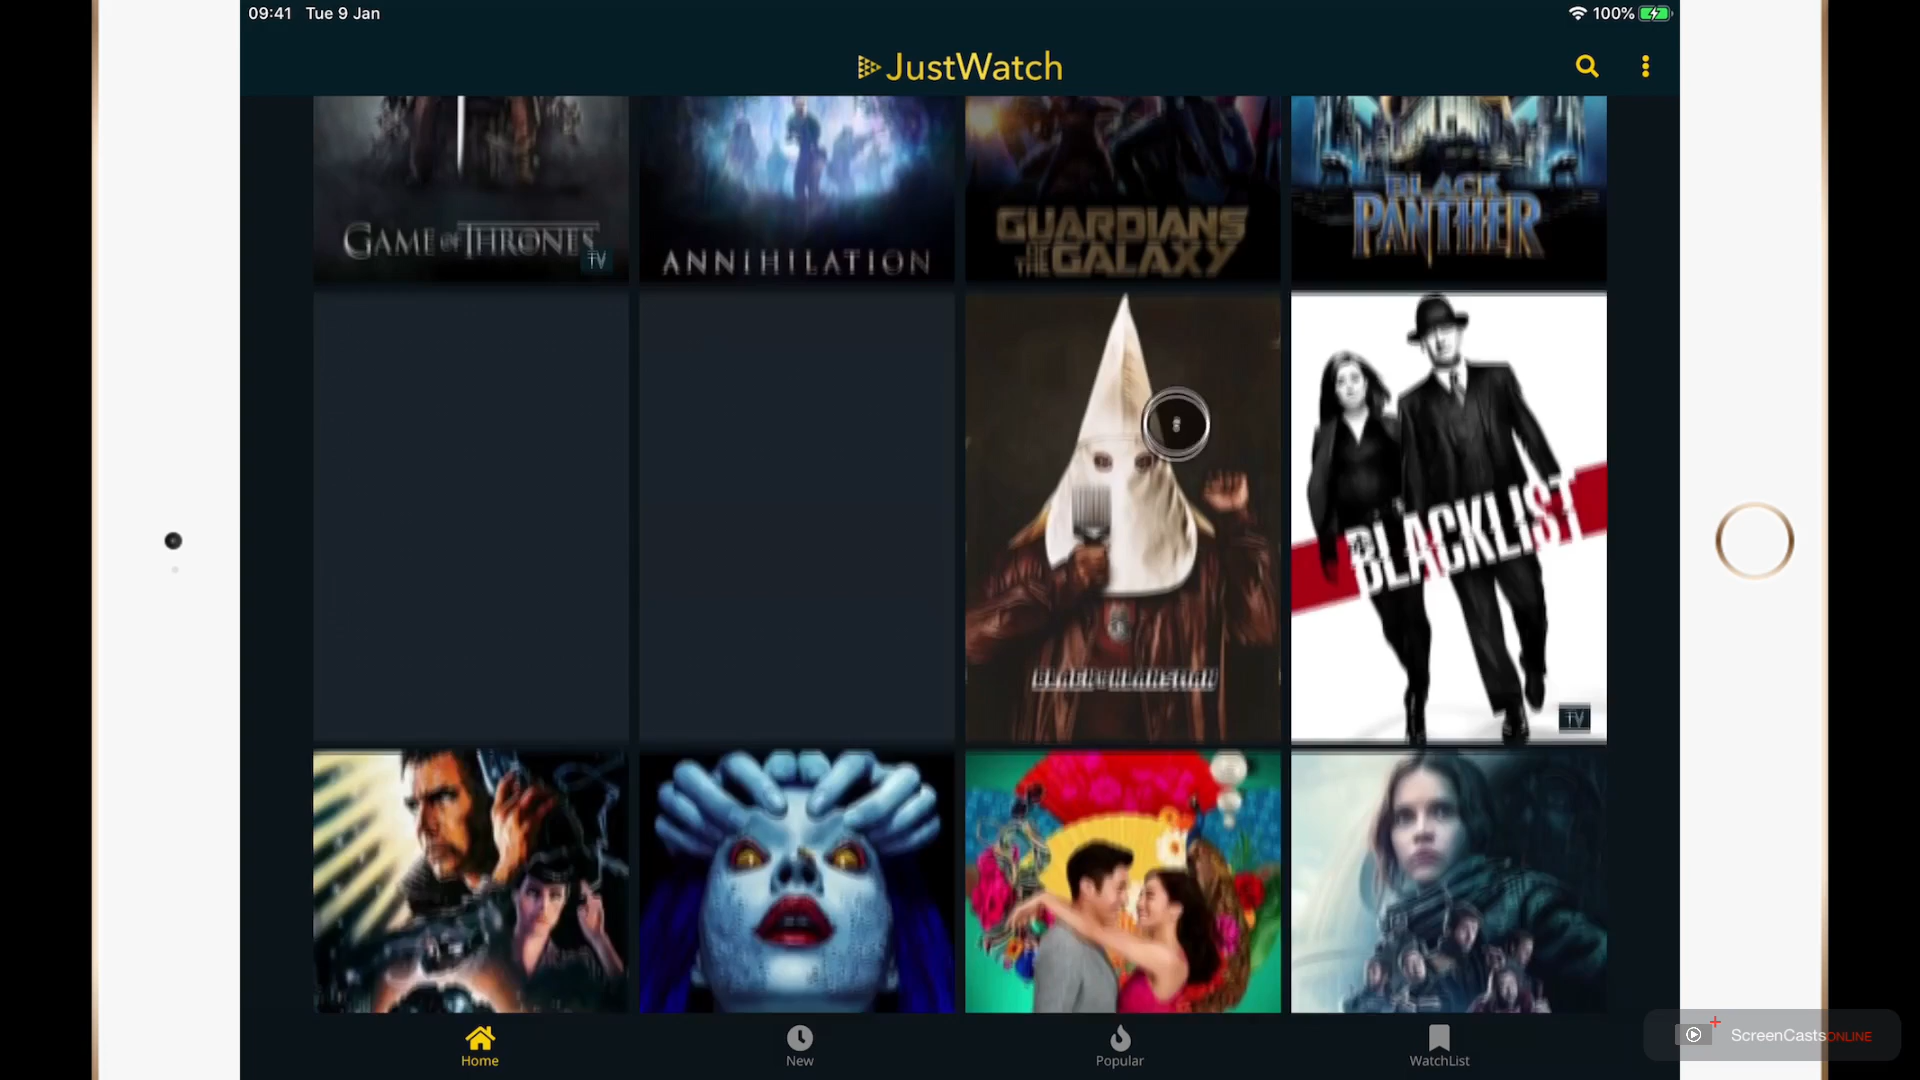 09:41 Tue 9 Jan
100%
JustWatch
GAME OF THRONES
TV
ANNIHILATION
GUARDIANS
OF THE GALAXY
BLACK
PANTHER
BLACKLIST
BLACKkKLANSMAN
TV
Home
New
Popular
WatchList
ScreenCastsONLINE